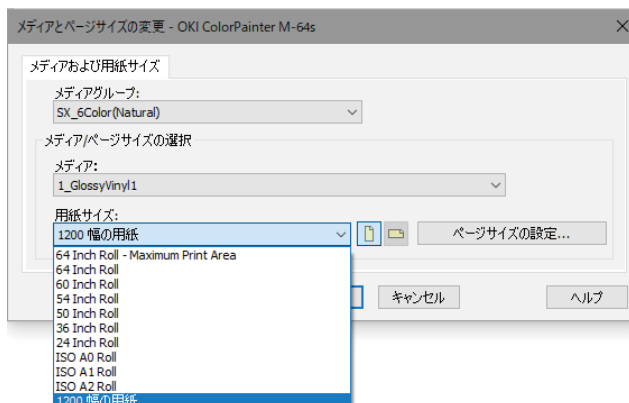 メディアとページサイズの変更 - OKI ColorPainter M-64s
メディアおよび用紙サイズ
メディアグループ:
SX_6Color(Natural)
メディア/ページサイズの選択
メディア:
1_GlossyVinyl1
用紙サイズ:
1200 幅の用紙
ページサイズの設定...
64 Inch Roll - Maximum Print Area
64 Inch Roll
60 Inch Roll
54 Inch Roll
50 Inch Roll
36 Inch Roll
24 Inch Roll
ISO A0 Roll
ISO A1 Roll
ISO A2 Roll
1200 幅の用紙
キャンセル
ヘルプ